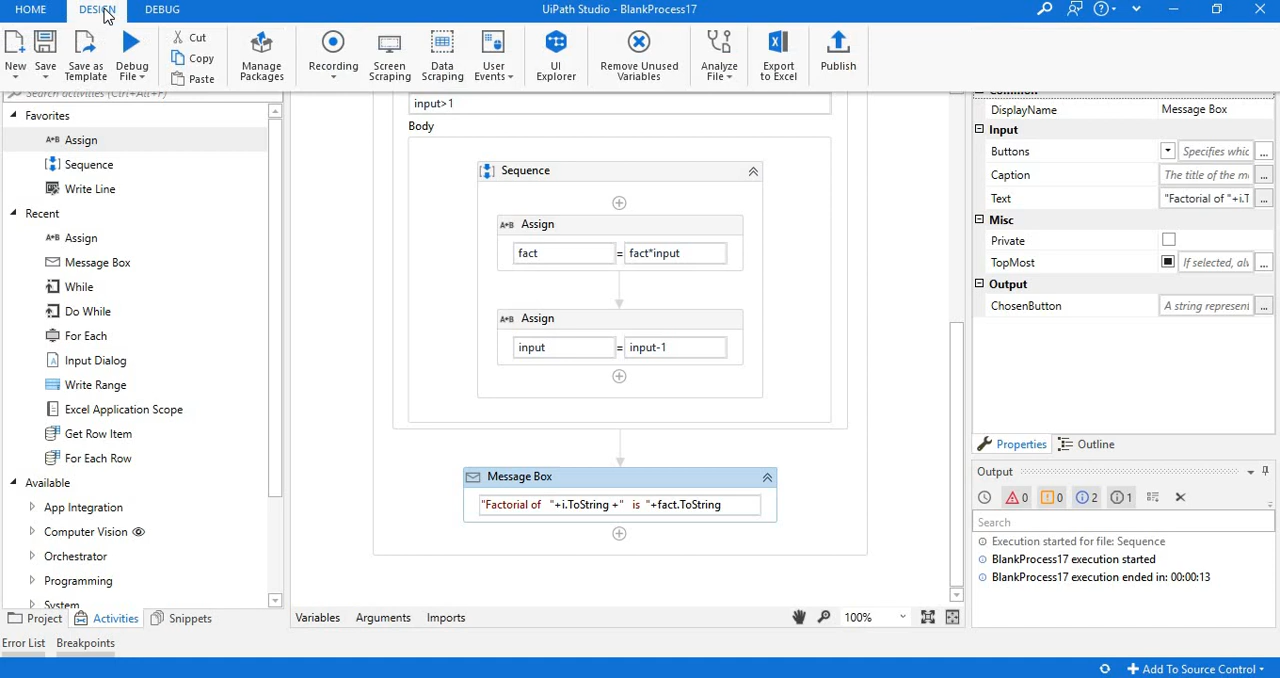 HOME DESIGN DEBUG UiPath Studio - BlankProcess17
New Save Save as Template Debug File Cut Copy Paste Manage Packages Recording Screen Scraping Data Scraping User Events UI Explorer Remove Unused Variables Analyze File Export to Excel Publish
Search activities (Ctrl+Alt+F)
Favorites
Assign
Sequence
Write Line
Recent
Assign
Message Box
While
Do While
For Each
Input Dialog
Write Range
Excel Application Scope
Get Row Item
For Each Row
Available
App Integration
Computer Vision
Orchestrator
Programming
System
Project Activities Snippets
Error List Breakpoints
input>1
Body
Sequence
A+B Assign
fact = fact*input
A+B Assign
input = input-1
Message Box
"Factorial of "+i.ToString +" is "+fact.ToString
Variables Arguments Imports 100%
Common
DisplayName Message Box
Input
Buttons Specifies whic ...
Caption The title of the m ...
Text "Factorial of "+i.T ...
Misc
Private
TopMost If selected, al ...
Output
ChosenButton A string represent ...
Properties Outline
Output
0 0 2 1
Search
Execution started for file: Sequence
BlankProcess17 execution started
BlankProcess17 execution ended in: 00:00:13
Add To Source Control